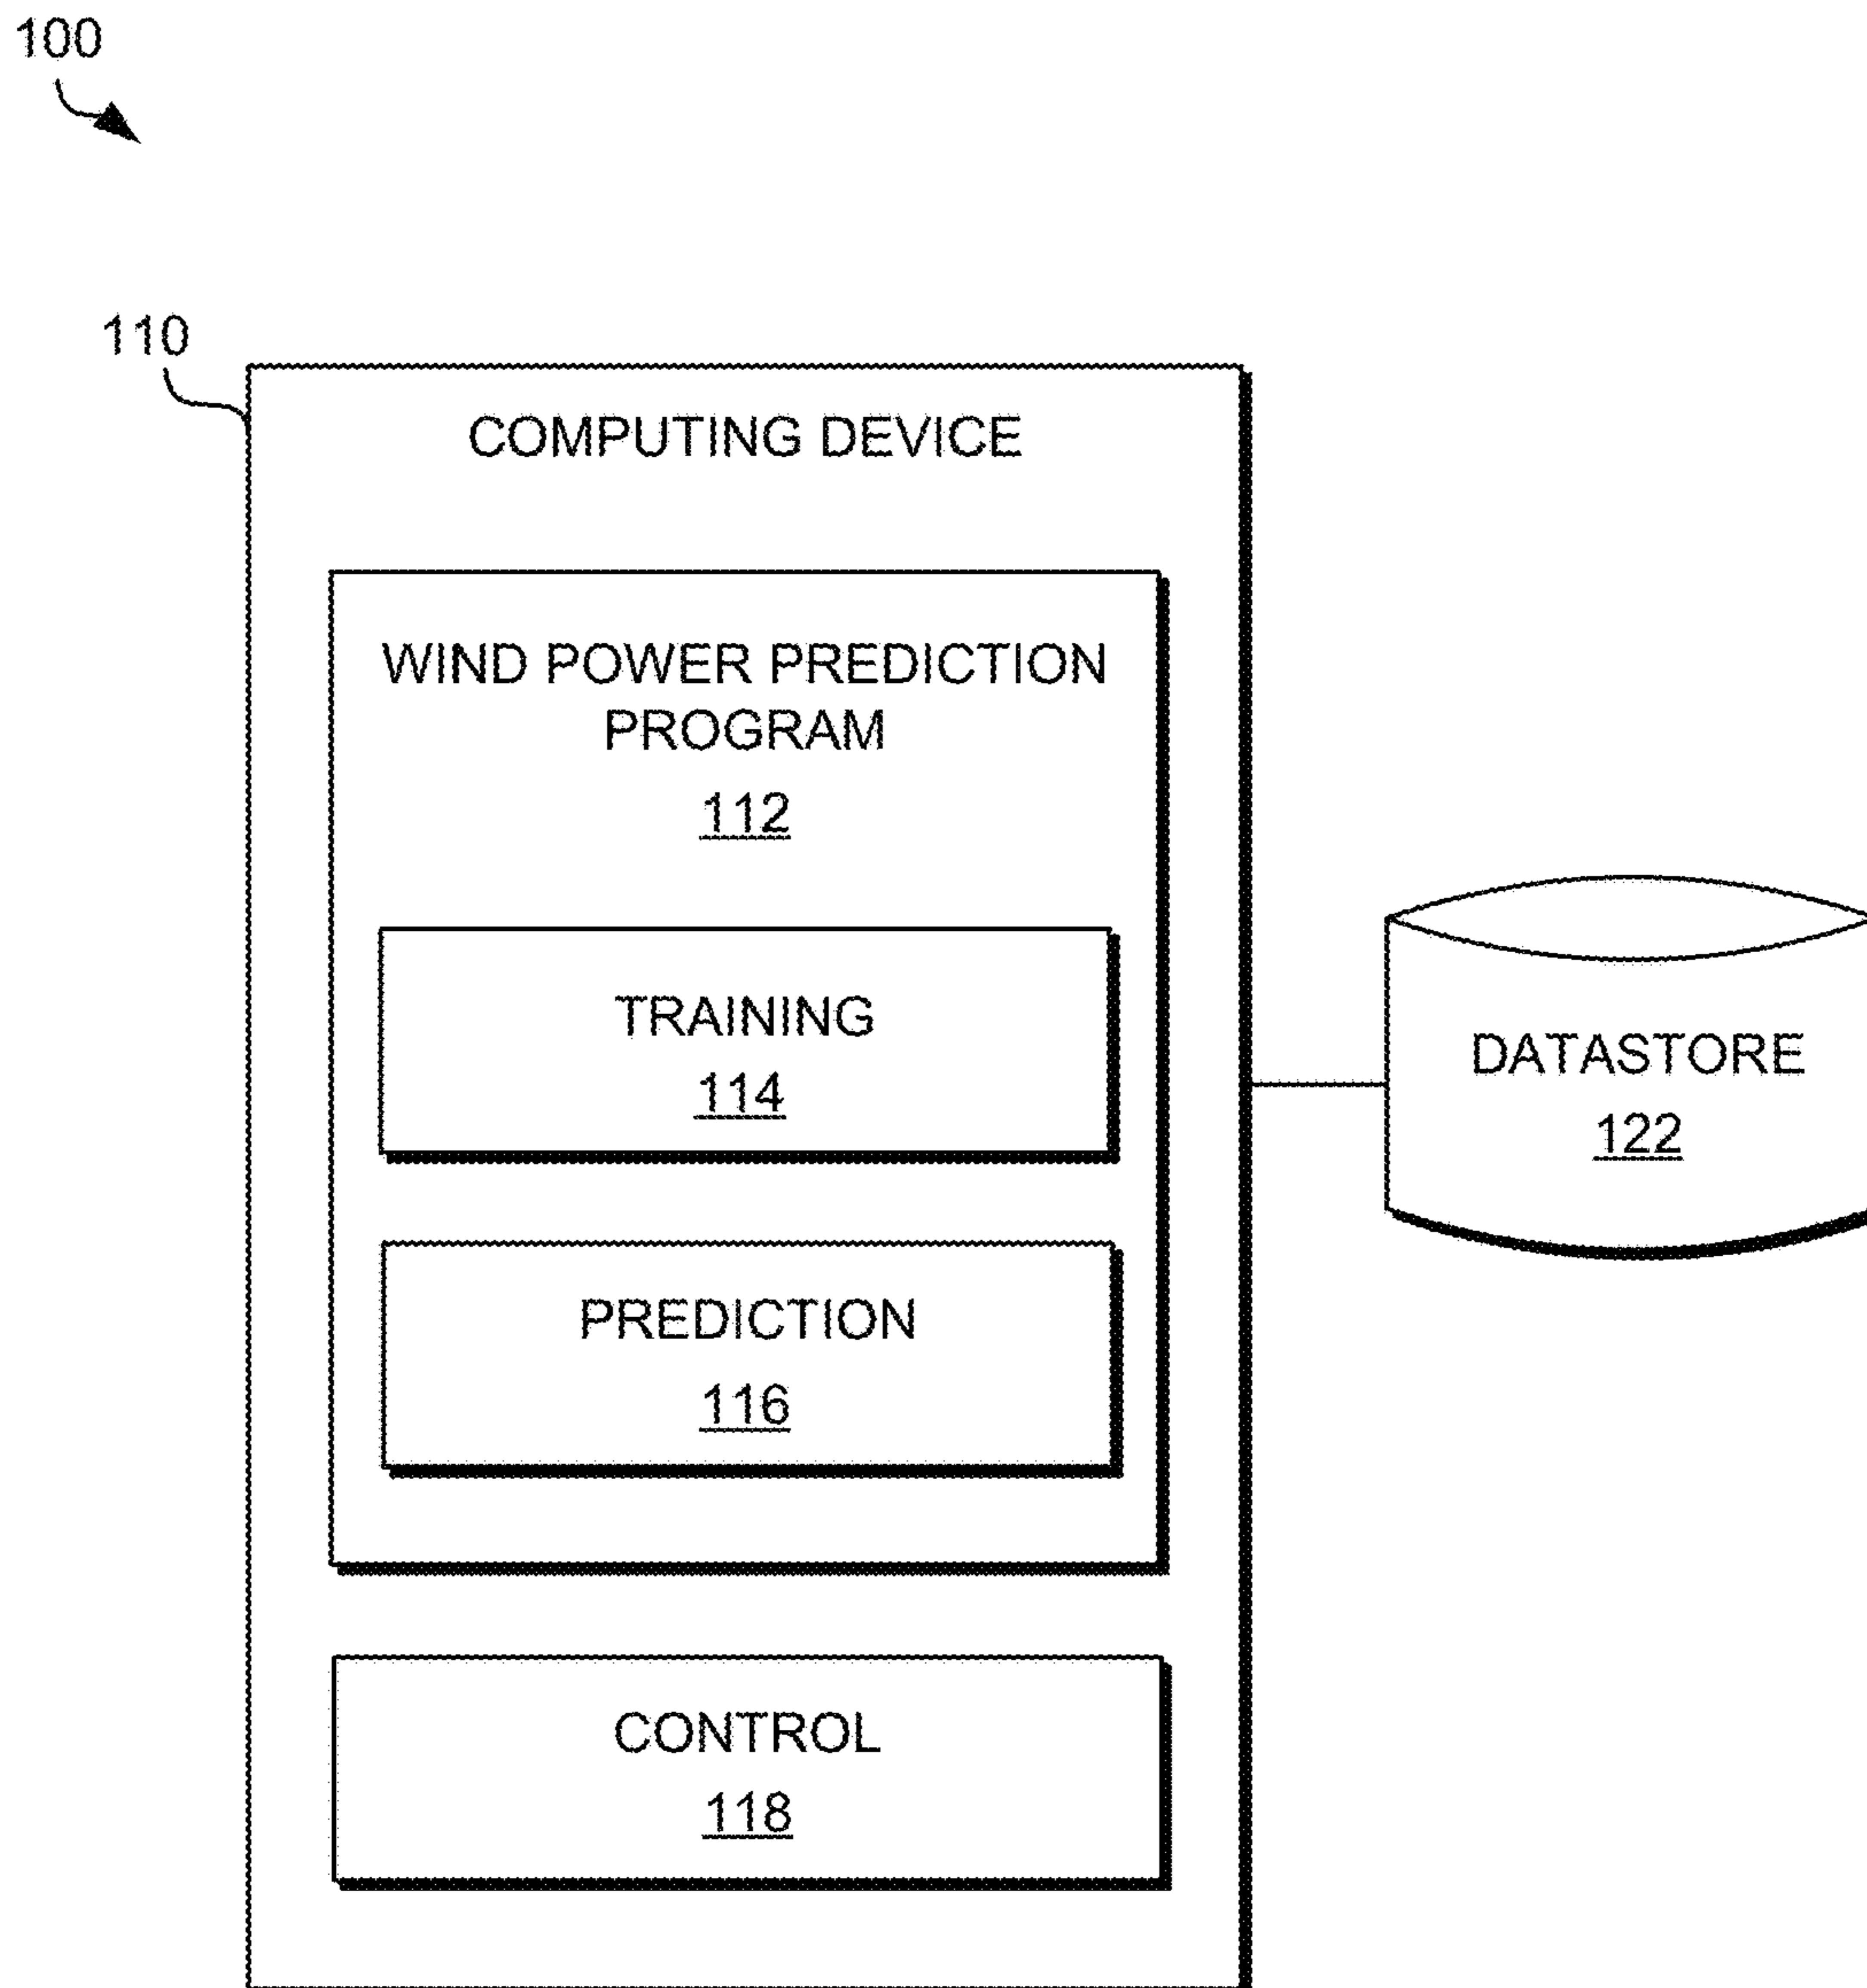 100
110
COMPUTING DEVICE
WIND POWER PREDICTION
PROGRAM
112
TRAINING
114
DATASTORE
122
PREDICTION
116
CONTROL
118